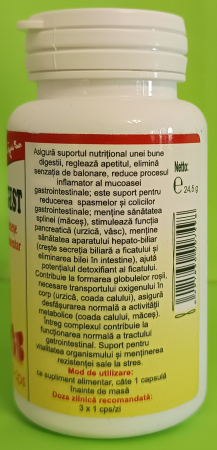 Asigură suportul nutrițional unei bune
digestii, reglează apetitul, elimină
senzația de balonare, reduce procesul
inflamator al mucoasei
gastrointestinale; este suport pentru
reducerea spasmelor și colicilor
gastrointestinale; menține sănătatea
splinei (măceș), stimulează funcția
pancreatică (urzică, vâsc), menține
sănătatea aparatului hepato-biliar
(crește secreția biliară a ficatului și
eliminarea bilei în intestine), ajută
potențialul detoxifiant al ficatului.
Contribuie la formarea globulelor roșii,
necesare transportului oxigenului în
corp (urzică, coada calului), asigură
desfășurarea normală a activității
metabolice (coada calului, măceș).
Întreg complexul contribuie la
funcționarea normală a tractului
gatrointestinal. Suport pentru
vitalitatea organismului și menținerea
rezistenței sale la stres.
Mod de utilizare:
ca supliment alimentar, câte 1 capsulă
înainte de masă
Doza zilnică recomandată:
3 x 1 cps/zi
Netto:
e 24,5 g
EST